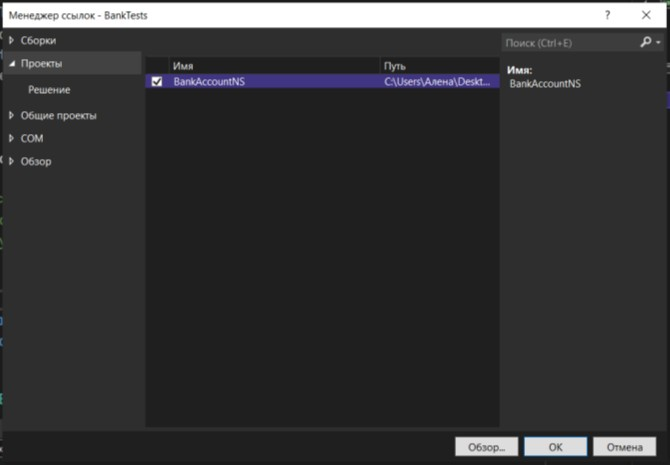 Менеджер ссылок - BankTests
?
Сборки
Поиск (Ctrl+E)
Проекты
Имя Путь
Имя:
BankAccountNS C:\Users\Алена\Deskt...
BankAccountNS
Решение
Общие проекты
COM
Обзор
Обзор... OK Отмена